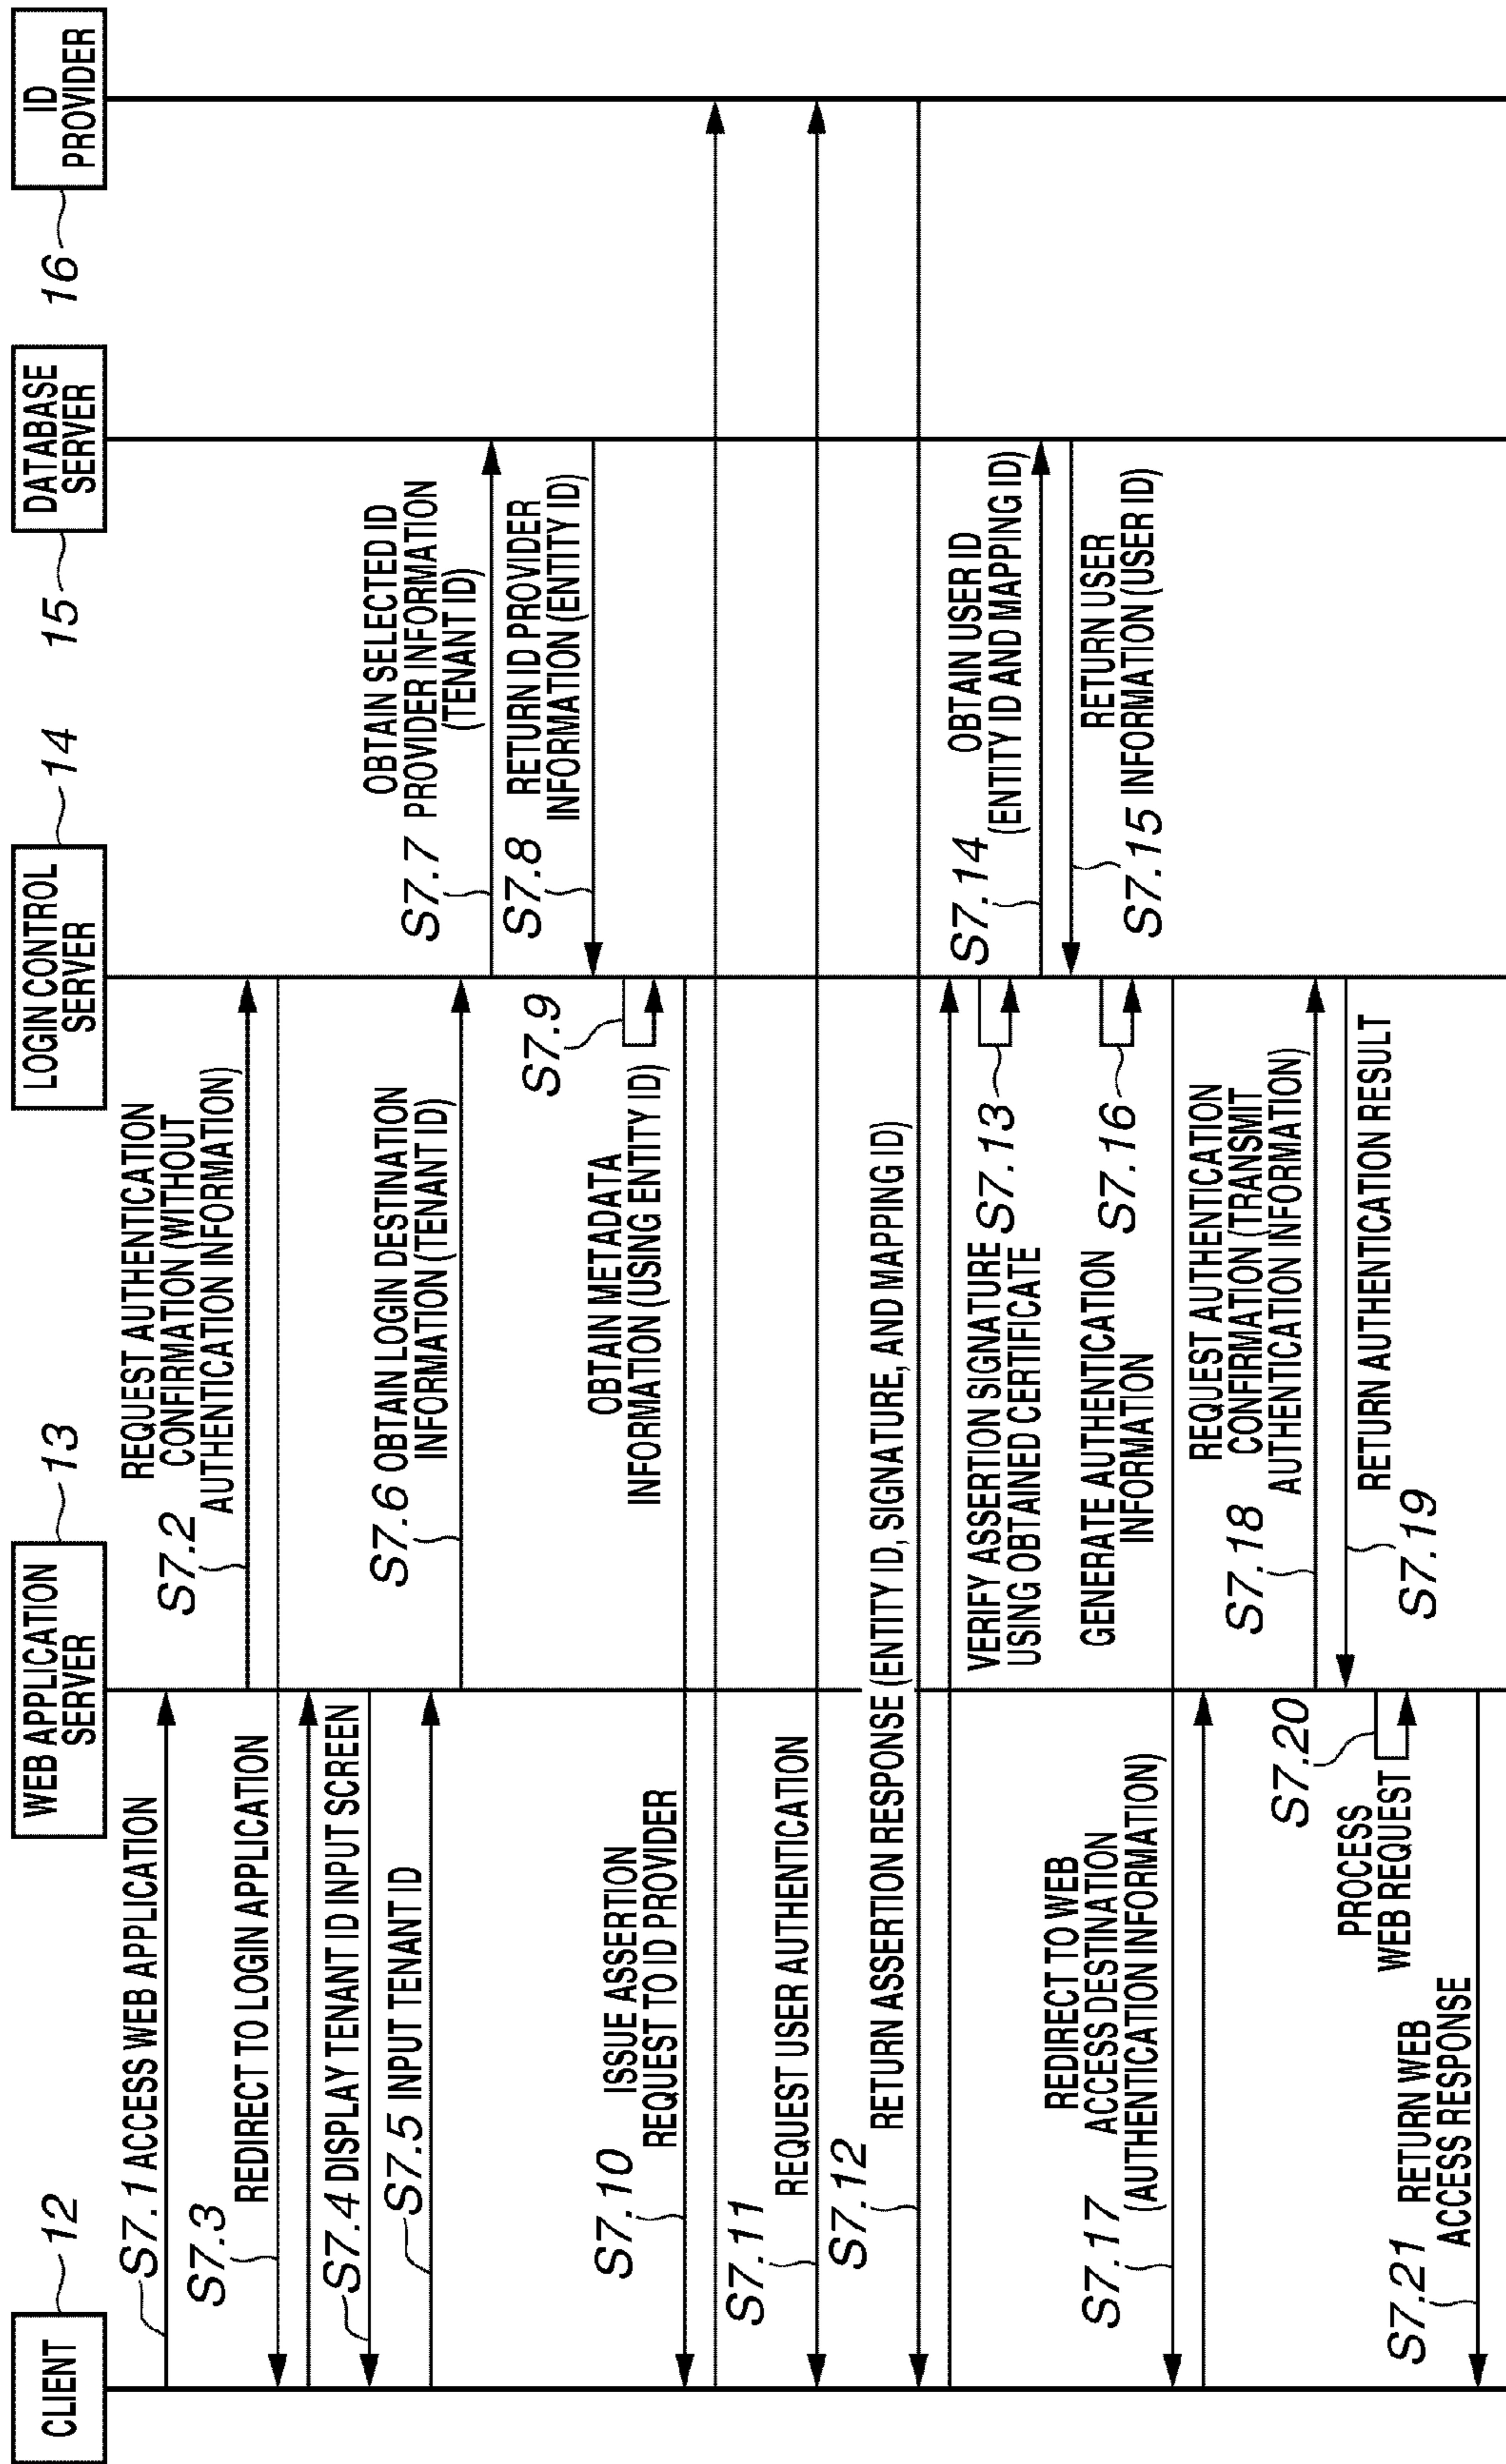 CLIENT
12
WEB APPLICATION
SERVER
13
LOGIN CONTROL
SERVER
14
DATABASE
SERVER
15
ID
PROVIDER
16
S7.1 ACCESS WEB APPLICATION
S7.2
REQUEST AUTHENTICATION
CONFIRMATION (WITHOUT
AUTHENTICATION INFORMATION)
S7.3
REDIRECT TO LOGIN APPLICATION
S7.4 DISPLAY TENANT ID INPUT SCREEN
S7.5 INPUT TENANT ID
S7.6 OBTAIN LOGIN DESTINATION
INFORMATION (TENANT ID)
OBTAIN SELECTED ID
S7.7 PROVIDER INFORMATION
(TENANT ID)
S7.8
RETURN ID PROVIDER
INFORMATION (ENTITY ID)
S7.9
OBTAIN METADATA
INFORMATION (USING ENTITY ID)
S7.10
ISSUE ASSERTION
REQUEST TO ID PROVIDER
S7.11
REQUEST USER AUTHENTICATION
S7.12
RETURN ASSERTION RESPONSE (ENTITY ID, SIGNATURE, AND MAPPING ID)
VERIFY ASSERTION SIGNATURE
USING OBTAINED CERTIFICATE
S7.13
S7.14
OBTAIN USER ID
(ENTITY ID AND MAPPING ID)
RETURN USER
S7.15 INFORMATION (USER ID)
GENERATE AUTHENTICATION
INFORMATION
S7.16
REDIRECT TO WEB
S7.17 ACCESS DESTINATION
(AUTHENTICATION INFORMATION)
REQUEST AUTHENTICATION
S7.18 CONFIRMATION (TRANSMIT
AUTHENTICATION INFORMATION)
RETURN AUTHENTICATION RESULT
S7.19
S7.20
PROCESS
WEB REQUEST
S7.21 RETURN WEB
ACCESS RESPONSE